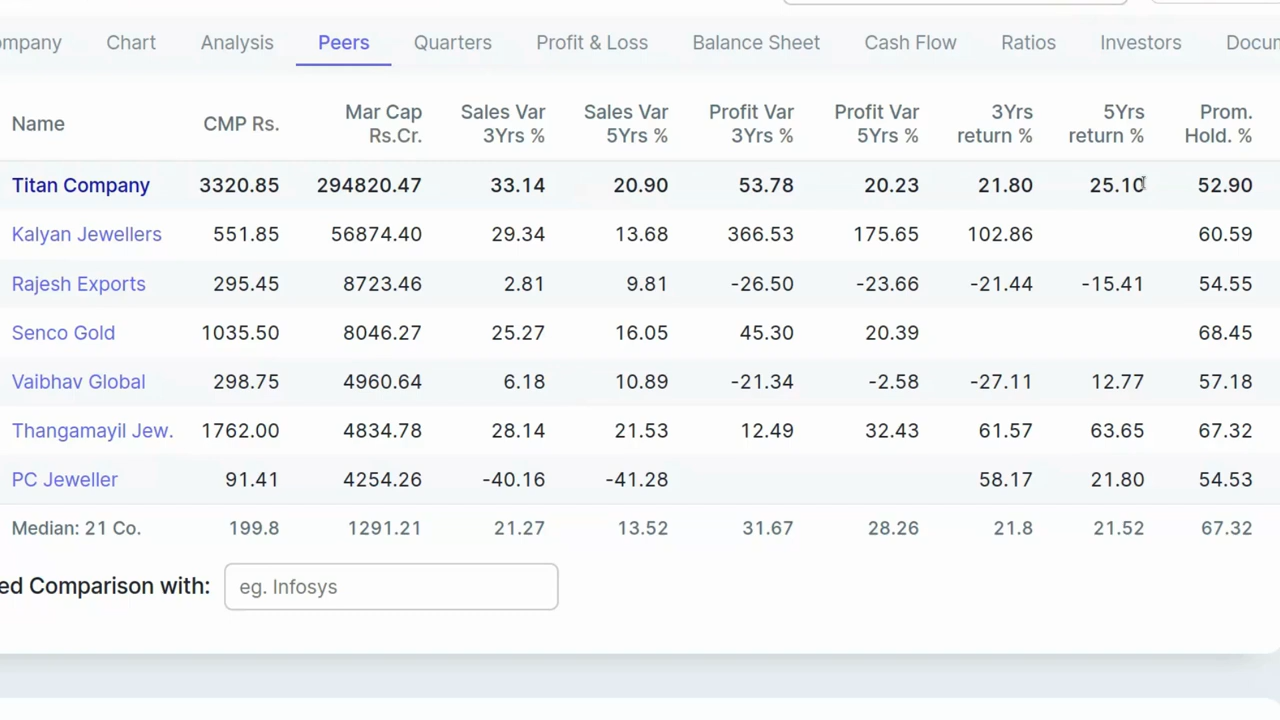 ompany Chart Analysis Peers Quarters Profit & Loss Balance Sheet Cash Flow Ratios Investors Docum
Name CMP Rs. Mar Cap Rs.Cr. Sales Var 3Yrs % Sales Var 5Yrs % Profit Var 3Yrs % Profit Var 5Yrs % 3Yrs return % 5Yrs return % Prom. Hold. %
Titan Company 3320.85 294820.47 33.14 20.90 53.78 20.23 21.80 25.10 52.90
Kalyan Jewellers 551.85 56874.40 29.34 13.68 366.53 175.65 102.86 60.59
Rajesh Exports 295.45 8723.46 2.81 9.81 -26.50 -23.66 -21.44 -15.41 54.55
Senco Gold 1035.50 8046.27 25.27 16.05 45.30 20.39 68.45
Vaibhav Global 298.75 4960.64 6.18 10.89 -21.34 -2.58 -27.11 12.77 57.18
Thangamayil Jew. 1762.00 4834.78 28.14 21.53 12.49 32.43 61.57 63.65 67.32
PC Jeweller 91.41 4254.26 -40.16 -41.28 58.17 21.80 54.53
Median: 21 Co. 199.8 1291.21 21.27 13.52 31.67 28.26 21.8 21.52 67.32
ed Comparison with: eg. Infosys